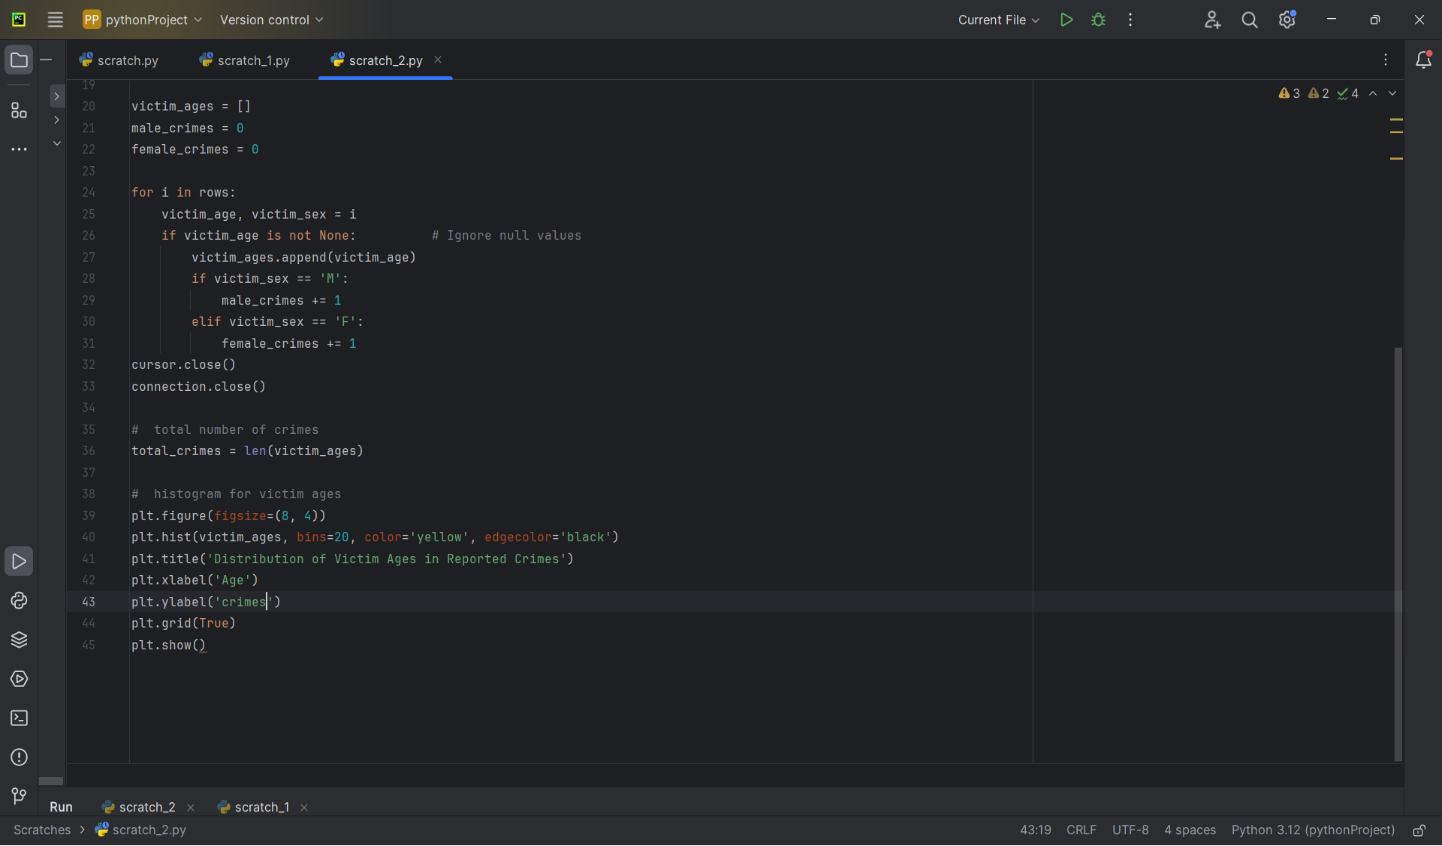 PC
PP pythonProject Version control Current File
scratch.py scratch_1.py scratch_2.py
3 2 4
19
20 victim_ages = []
21 male_crimes = 0
22 female_crimes = 0
23
24 for i in rows:
25 victim_age, victim_sex = i
26 if victim_age is not None: # Ignore null values
27 victim_ages.append(victim_age)
28 if victim_sex == 'M':
29 male_crimes += 1
30 elif victim_sex == 'F':
31 female_crimes += 1
32 cursor.close()
33 connection.close()
34
35 # total number of crimes
36 total_crimes = len(victim_ages)
37
38 # histogram for victim ages
39 plt.figure(figsize=(8, 4))
40 plt.hist(victim_ages, bins=20, color='yellow', edgecolor='black')
41 plt.title('Distribution of Victim Ages in Reported Crimes')
42 plt.xlabel('Age')
43 plt.ylabel('crimes')
44 plt.grid(True)
45 plt.show()
Run scratch_2 scratch_1
Scratches scratch_2.py 43:19 CRLF UTF-8 4 spaces Python 3.12 (pythonProject)